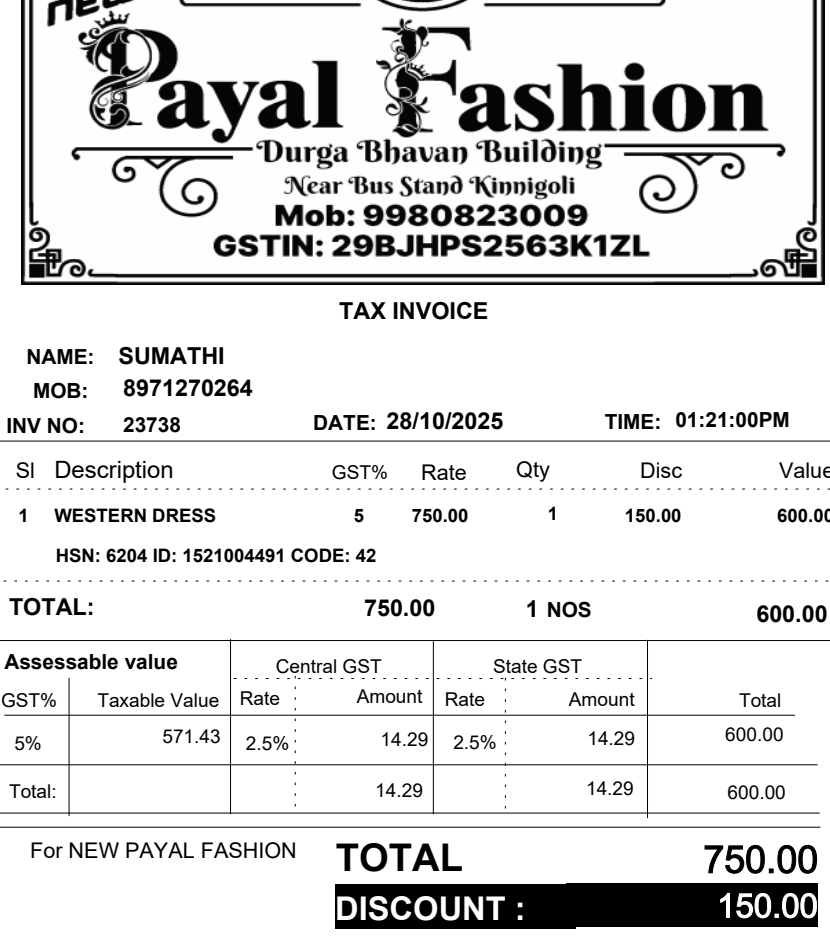 new
Payal Fashion
Durga Bhavan Building
Near Bus Stand Kinnigoli
Mob: 9980823009
GSTIN: 29BJHPS2563K1ZL
TAX INVOICE
NAME: SUMATHI
MOB: 8971270264
INV NO: 23738 DATE: 28/10/2025 TIME: 01:21:00PM
Sl Description GST% Rate Qty Disc Value
1 WESTERN DRESS 5 750.00 1 150.00 600.00
HSN: 6204 ID: 1521004491 CODE: 42
TOTAL: 750.00 1 NOS 600.00
Assessable value Central GST State GST
GST% Taxable Value Rate Amount Rate Amount Total
5% 571.43 2.5% 14.29 2.5% 14.29 600.00
Total: 14.29 14.29 600.00
For NEW PAYAL FASHION TOTAL 750.00
DISCOUNT : 150.00